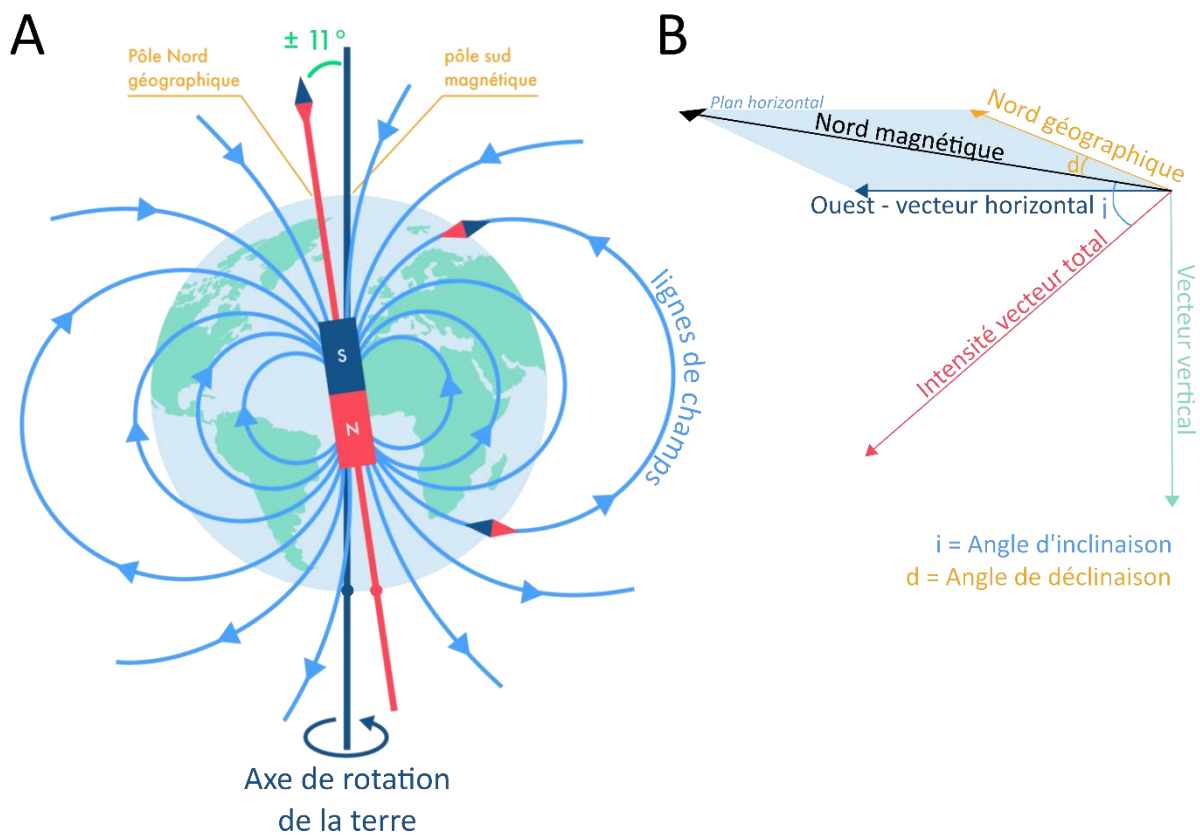 A
± 11 °
Pôle Nord
géographique
pôle sud
magnétique
S
N
lignes de champs
Axe de rotation
de la terre
B
Plan horizontal
Nord géographique
Nord magnétique
d
Ouest - vecteur horizontal
i
Intensité vecteur total
Vecteur vertical
i = Angle d'inclinaison
d = Angle de déclinaison